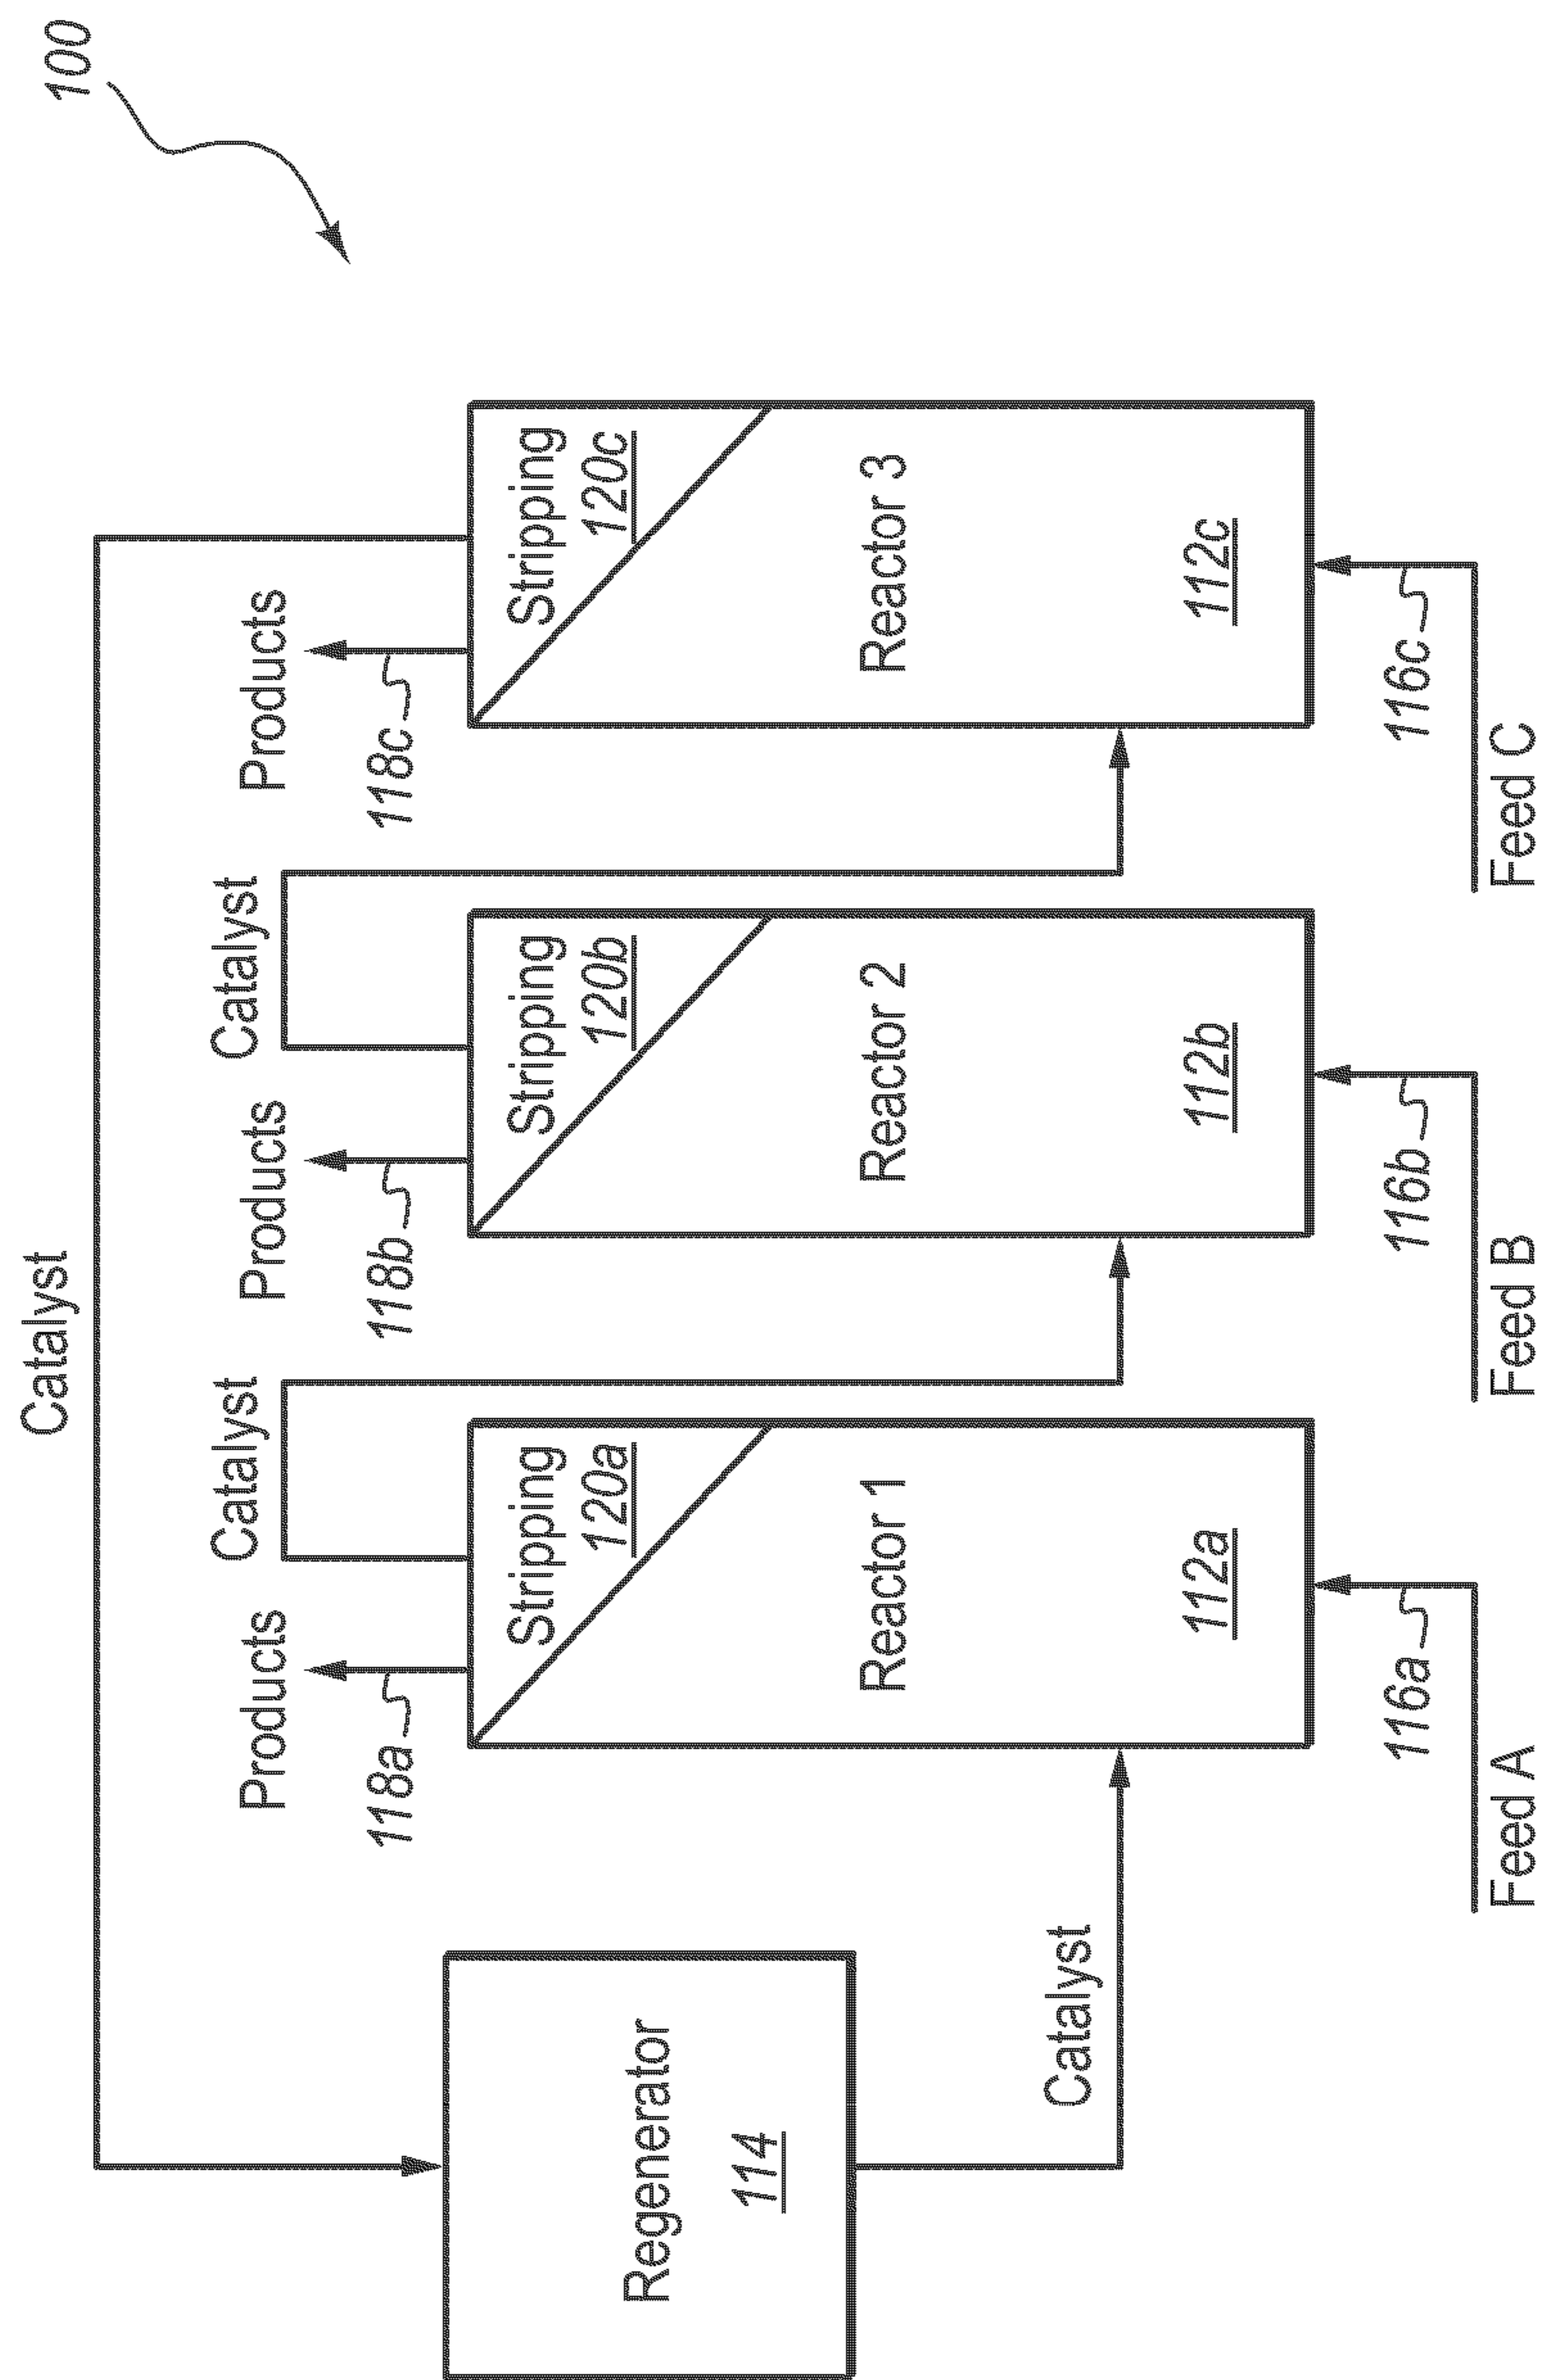 100
Catalyst
Products
118a
Catalyst
Products
118b
Catalyst
Products
118c
Stripping
120a
Stripping
120b
Stripping
120c
Regenerator
114
Reactor 1
112a
Reactor 2
112b
Reactor 3
112c
Catalyst
116a
116b
116c
Feed A
Feed B
Feed C